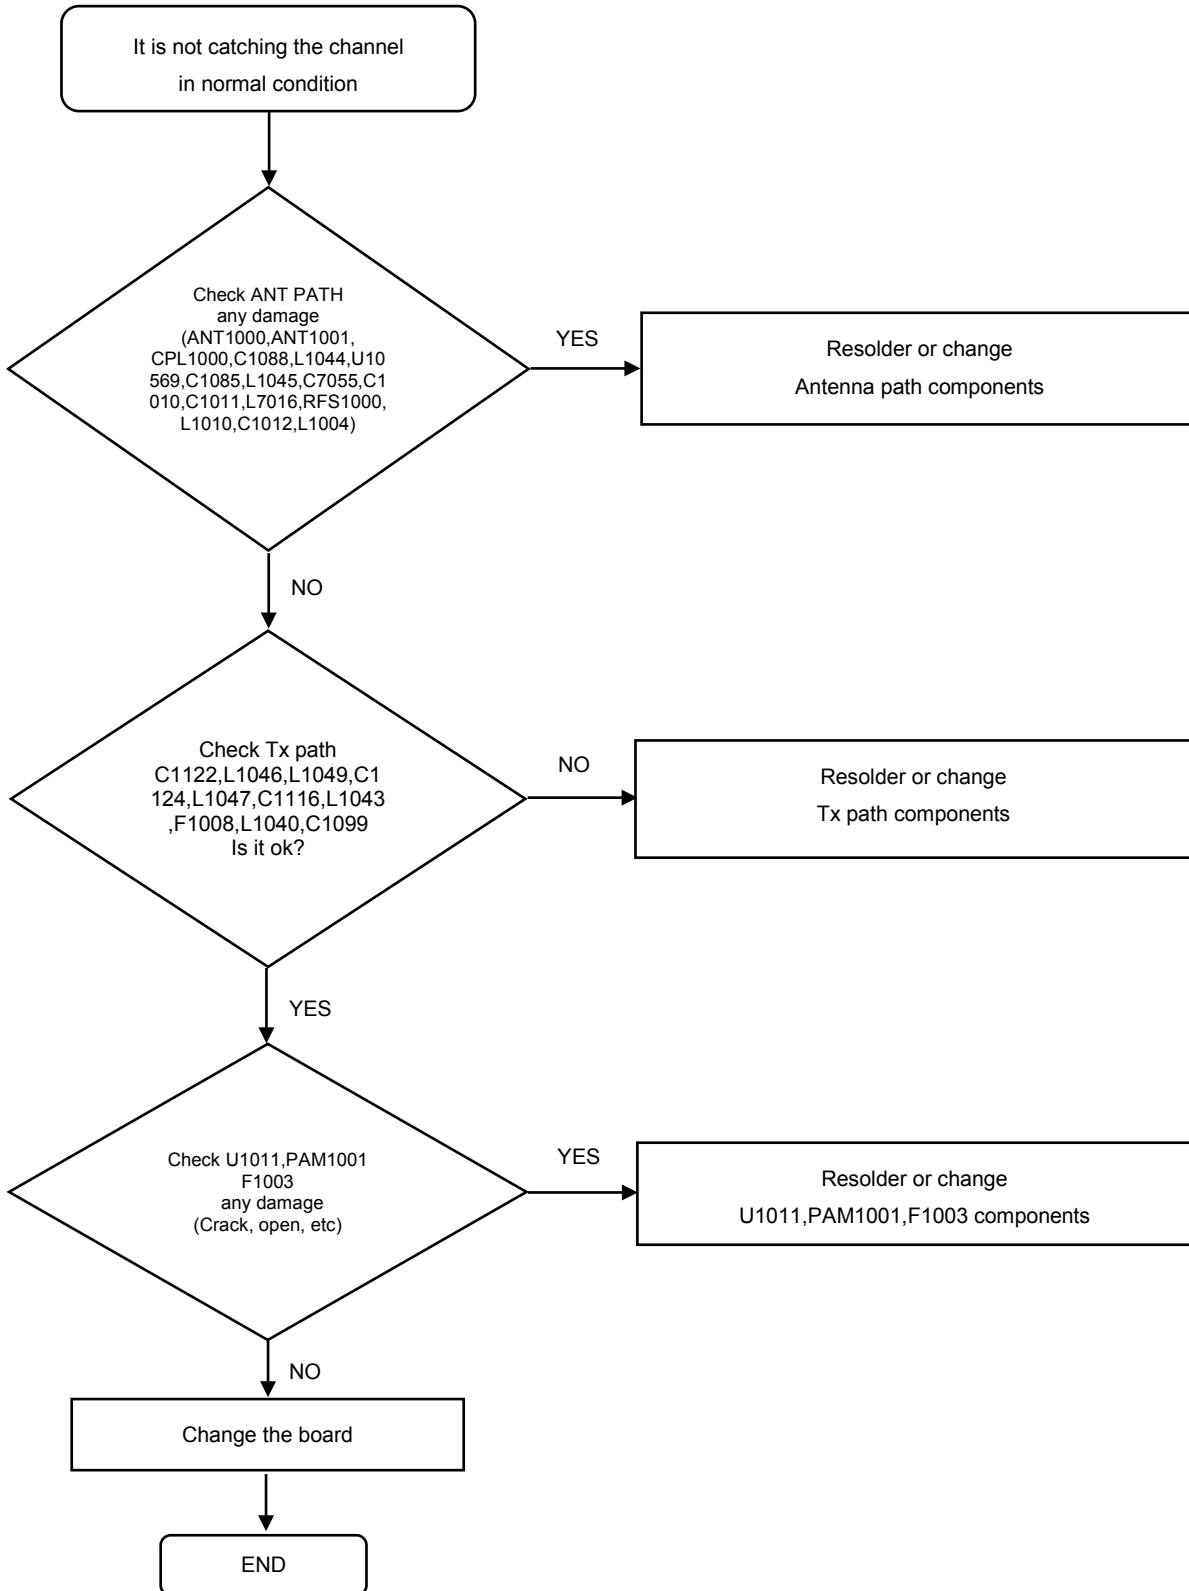 It is not catching the channel
in normal condition
Check ANT PATH
any damage
(ANT1000,ANT1001,
CPL1000,C1088,L1044,U10
569,C1085,L1045,C7055,C1
010,C1011,L7016,RFS1000,
L1010,C1012,L1004)
YES
Resolder or change
Antenna path components
NO
Check Tx path
C1122,L1046,L1049,C1
124,L1047,C1116,L1043
,F1008,L1040,C1099
Is it ok?
NO
Resolder or change
Tx path components
YES
Check U1011,PAM1001
F1003
any damage
(Crack, open, etc)
YES
Resolder or change
U1011,PAM1001,F1003 components
NO
Change the board
END